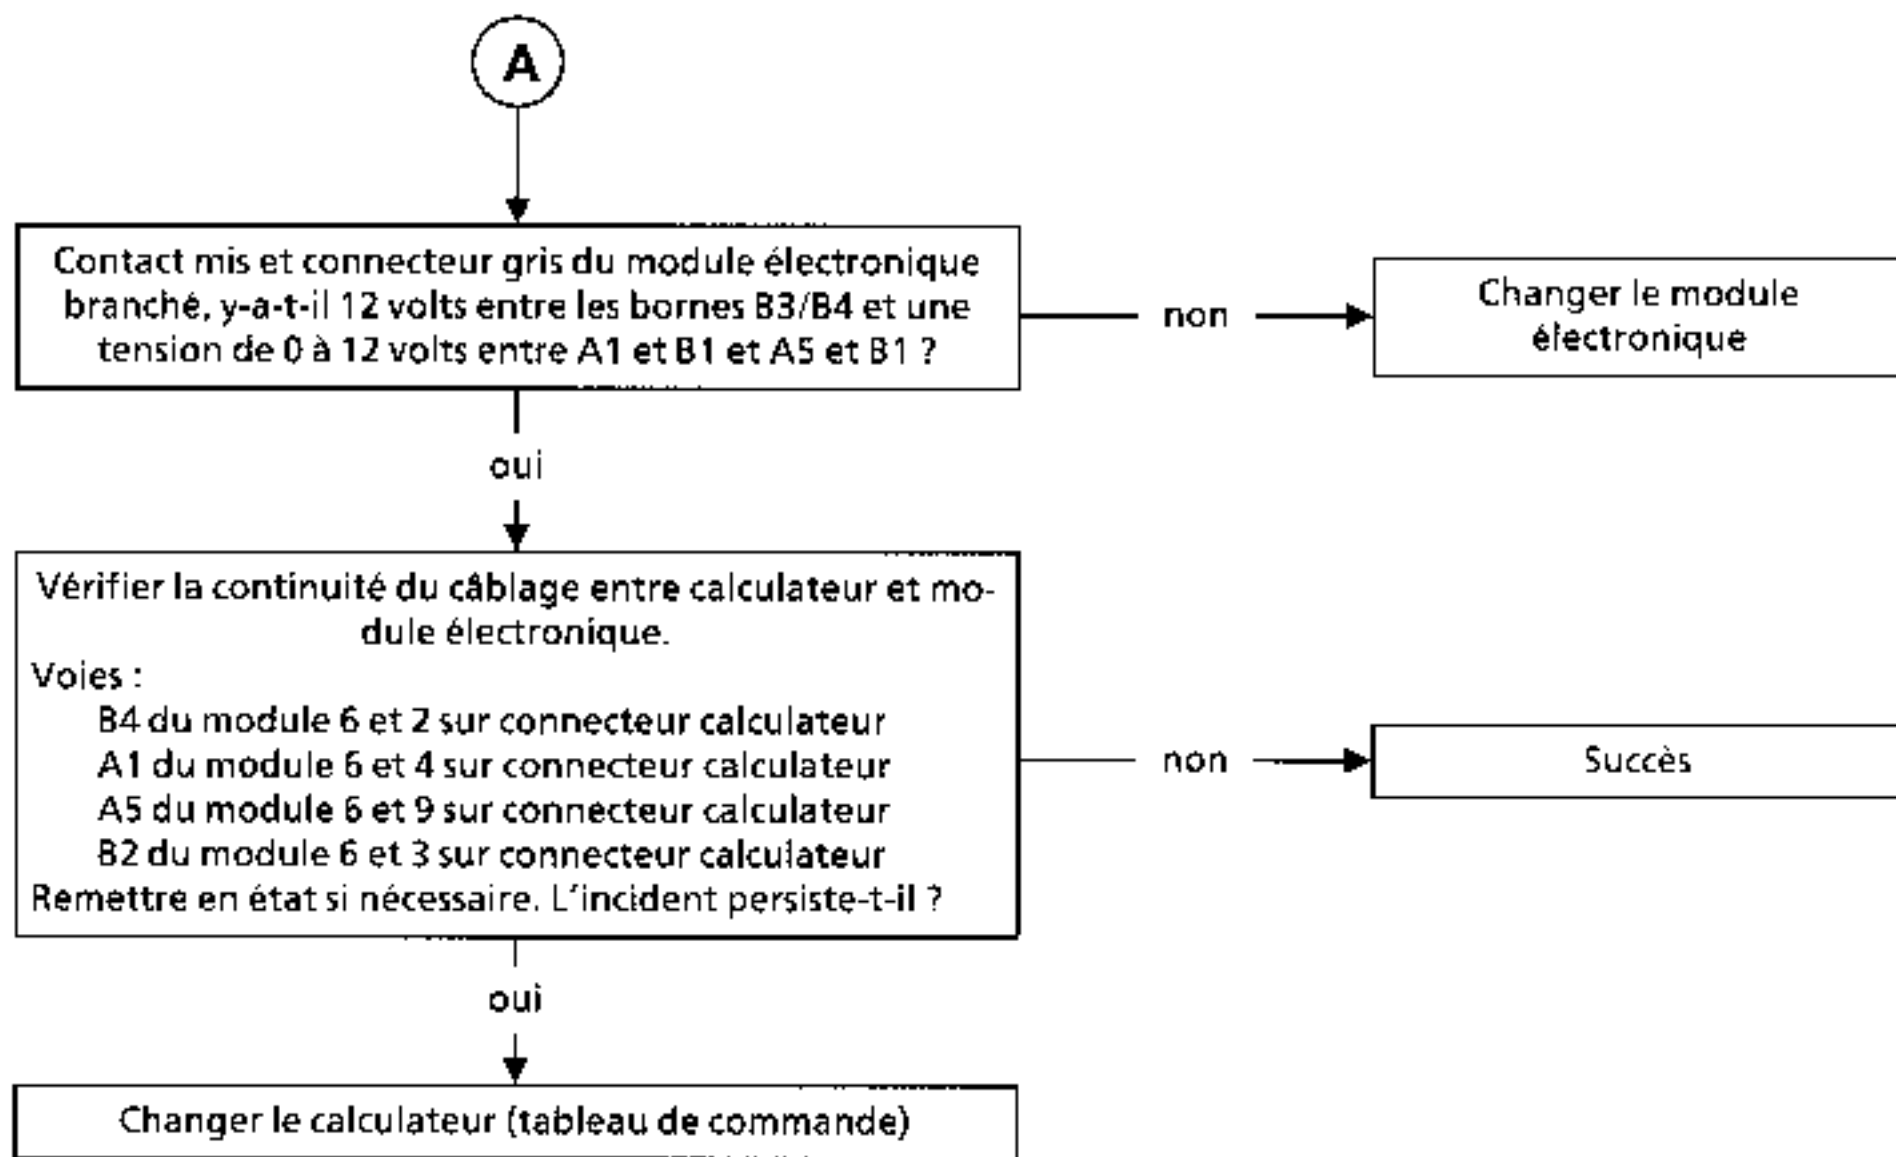 A
Contact mis et connecteur gris du module électronique
branché, y-a-t-il 12 volts entre les bornes B3/B4 et une
tension de 0 à 12 volts entre A1 et B1 et A5 et B1 ?
non
Changer le module
électronique
oui
Vérifier la continuité du câblage entre calculateur et mo-
dule électronique.
Voies :
B4 du module 6 et 2 sur connecteur calculateur
A1 du module 6 et 4 sur connecteur calculateur
A5 du module 6 et 9 sur connecteur calculateur
B2 du module 6 et 3 sur connecteur calculateur
Remettre en état si nécessaire. L'incident persiste-t-il ?
non
Succès
oui
Changer le calculateur (tableau de commande)